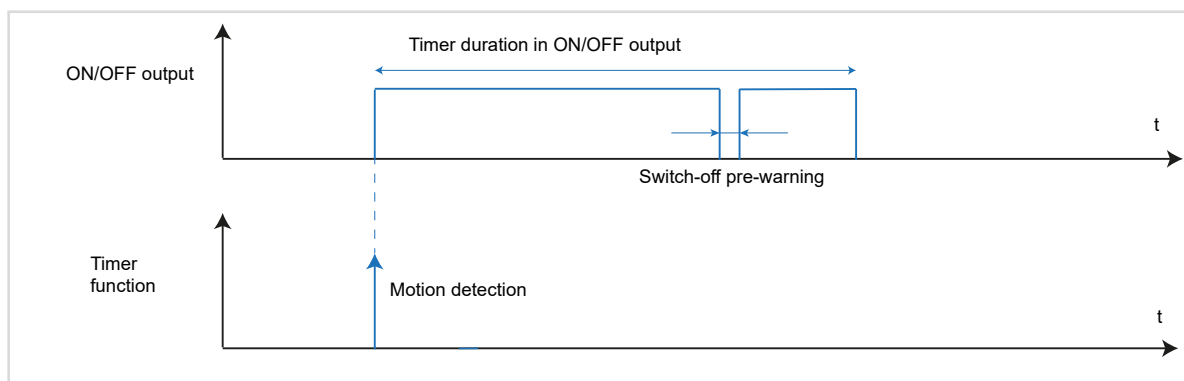 Timer duration in ON/OFF output
ON/OFF output
t
Switch-off pre-warning
Timer
function
Motion detection
t